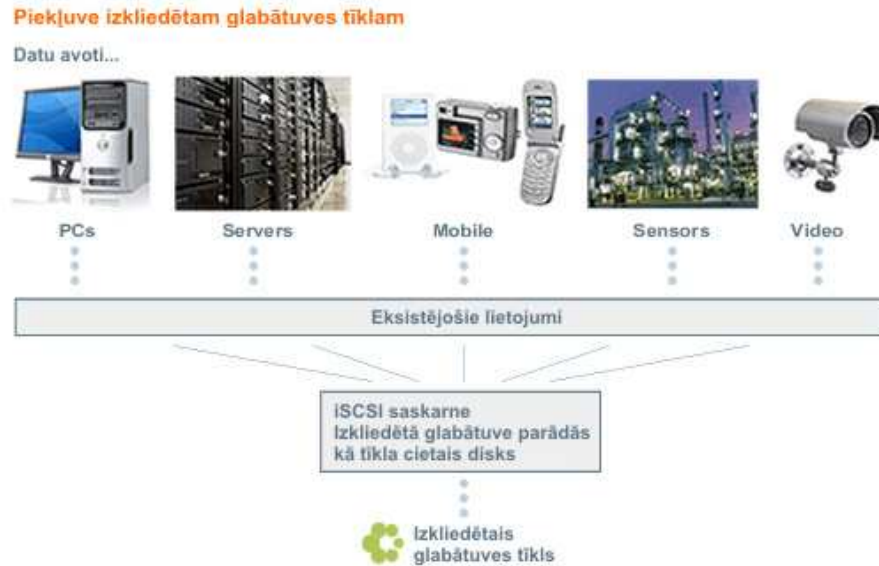 Piekļuve izkliedētam glabātuves tīklam
Datu avoti...
PCs
Servers
Mobile
Sensors
Video
Eksistējošie lietojumi
iSCSI saskarne
Izkliedētā glabātuve parādās
kā tīkla cietais disks
Izkliedētais
glabātuves tīkls